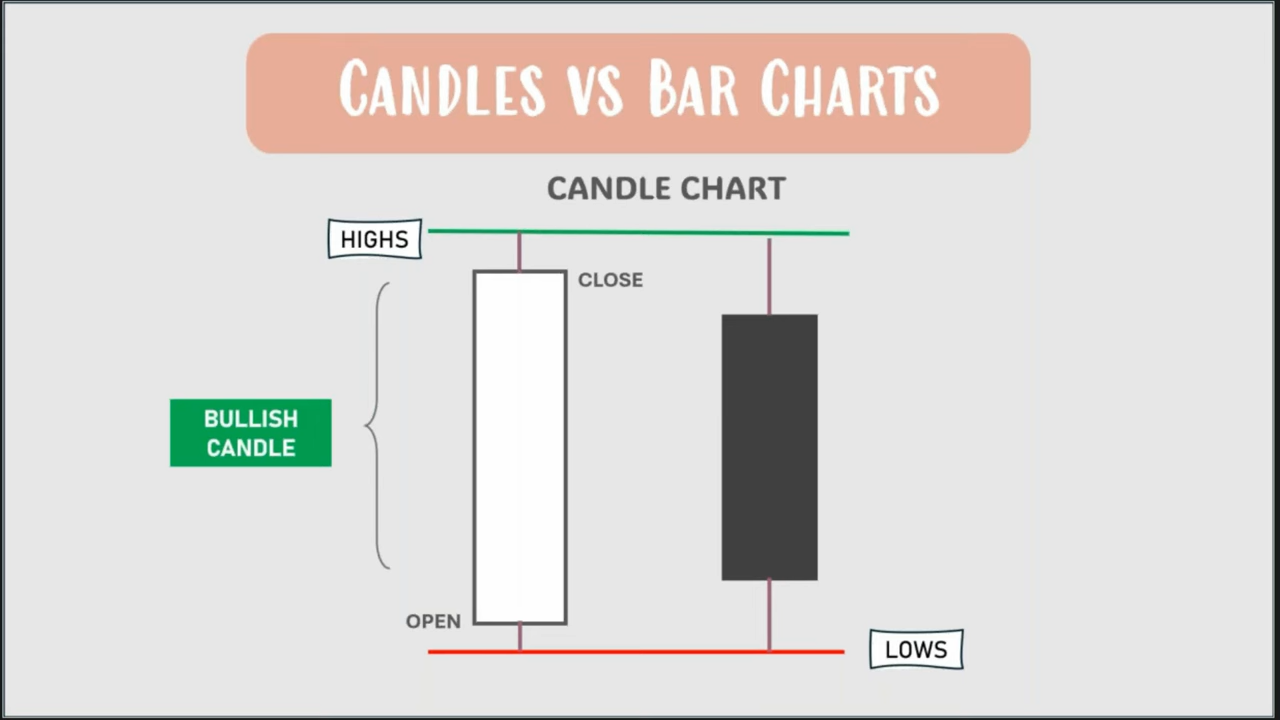 CANDLES VS BAR CHARTS
CANDLE CHART
HIGHS
CLOSE
BULLISH
CANDLE
OPEN
LOWS